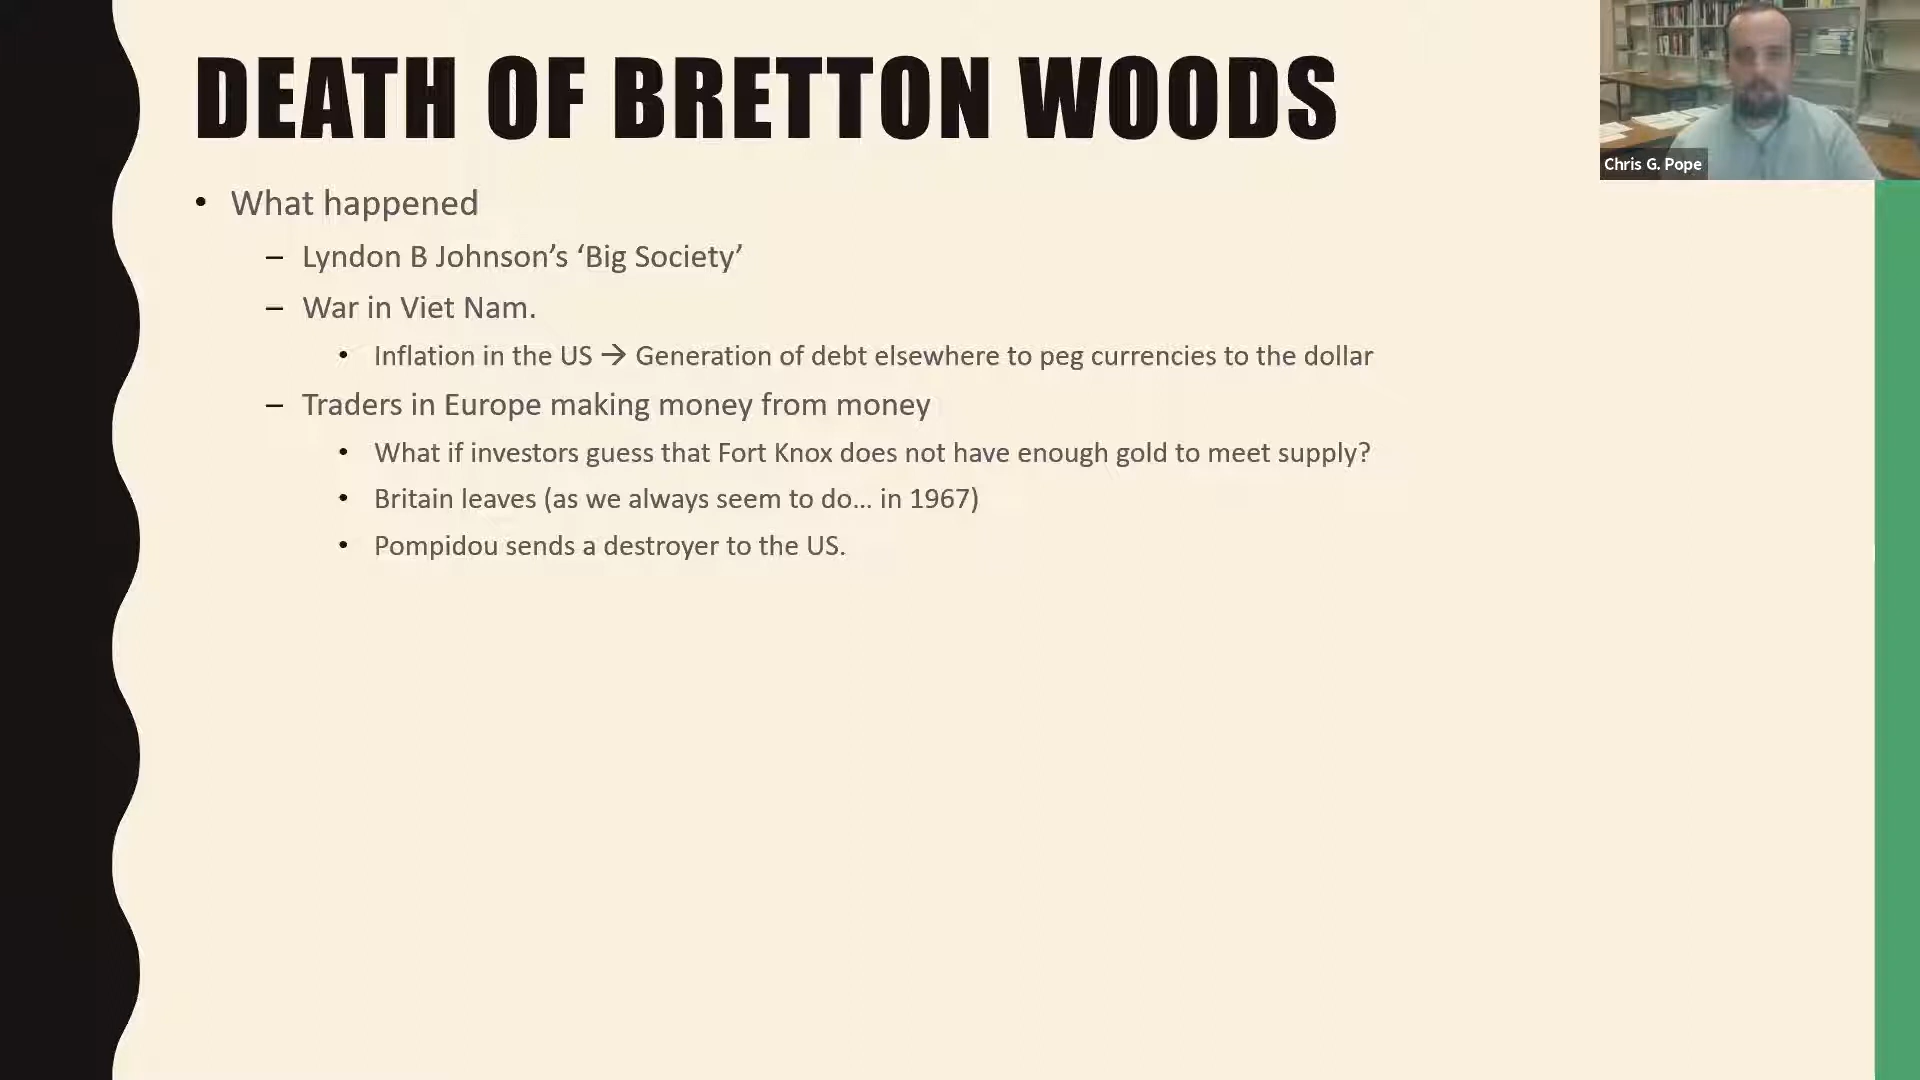 DEATH OF BRETTON WOODS
Chris G. Pope
• What happened
– Lyndon B Johnson’s ‘Big Society’
– War in Viet Nam.
• Inflation in the US → Generation of debt elsewhere to peg currencies to the dollar
– Traders in Europe making money from money
• What if investors guess that Fort Knox does not have enough gold to meet supply?
• Britain leaves (as we always seem to do... in 1967)
• Pompidou sends a destroyer to the US.